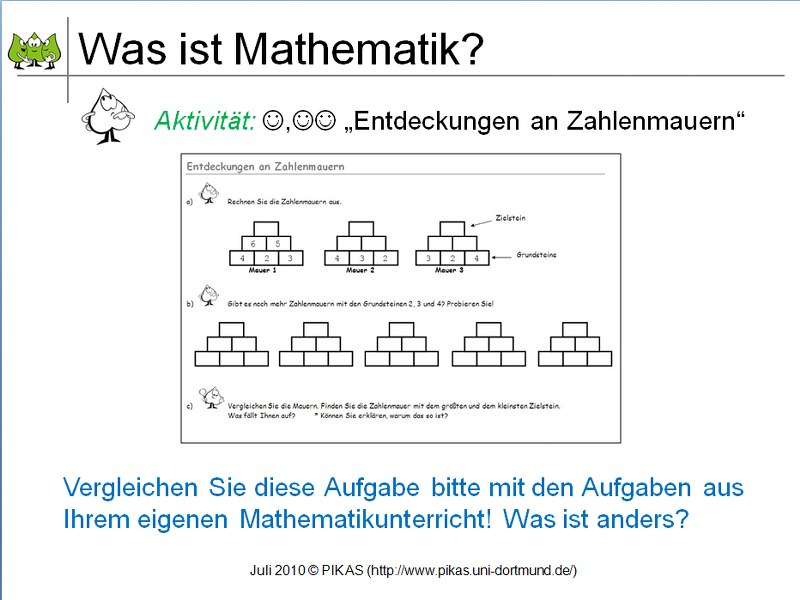 Was ist Mathematik?
Aktivität: ☺,☺☺ „Entdeckungen an Zahlenmauern“
Entdeckungen an Zahlenmauern
a) Rechnen Sie die Zahlenmauern aus.
Zielstein
6 5
4 2 3 4 3 2 3 2 4
Grundsteine
Mauer 1 Mauer 2 Mauer 3
b) Gibt es noch mehr Zahlenmauern mit den Grundsteinen 2, 3 und 4? Probieren Sie!
c) Vergleichen Sie die Mauern. Finden Sie die Zahlenmauer mit dem größten und dem kleinsten Zielstein.
Was fällt Ihnen auf? * Können Sie erklären, warum das so ist?
Vergleichen Sie diese Aufgabe bitte mit den Aufgaben aus
Ihrem eigenen Mathematikunterricht! Was ist anders?
Juli 2010 © PIKAS (http://www.pikas.uni-dortmund.de/)